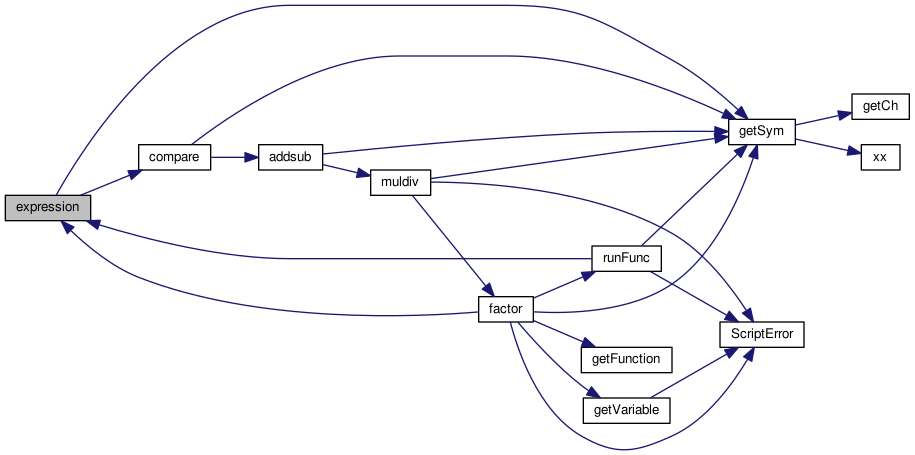 expression
compare
addsub
muldiv
factor
runFunc
getFunction
getVariable
getSym
ScriptError
getCh
xx